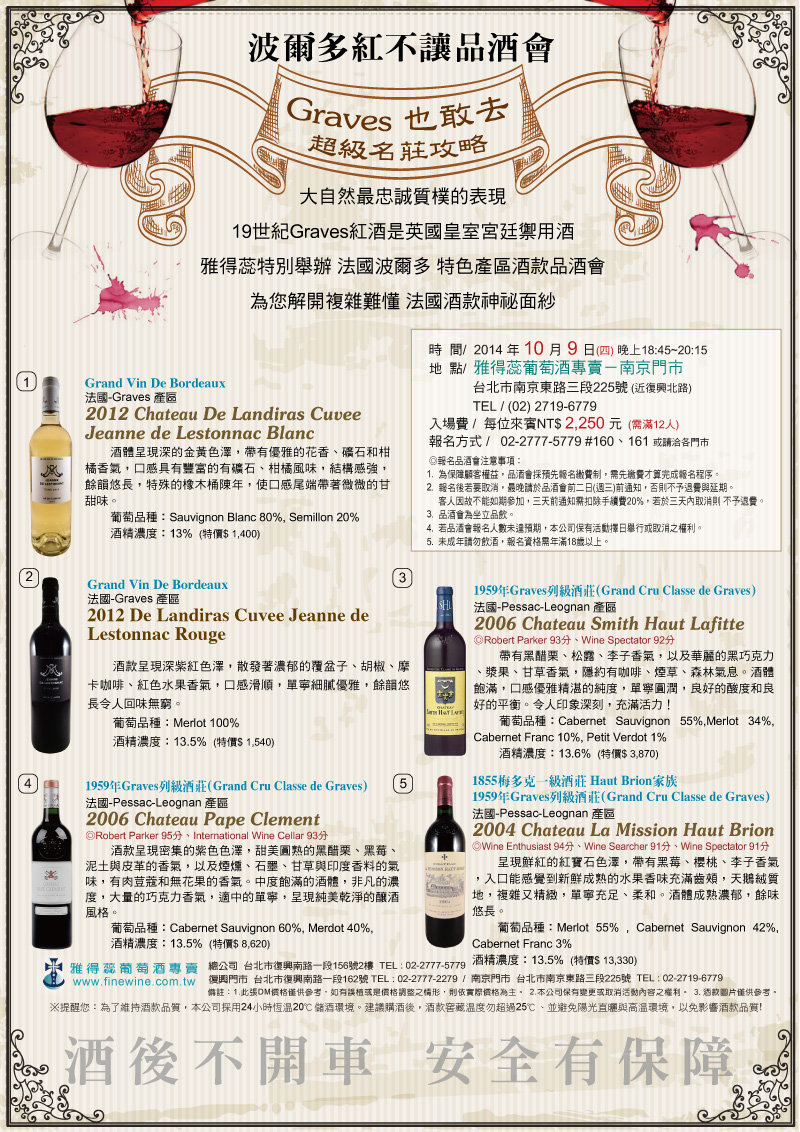 波爾多紅不讓品酒會
Graves 也敢去
超級名莊攻略
大自然最忠誠質樸的表現
19世紀Graves紅酒是英國皇室宮廷禦用酒
雅得蕊特別舉辦 法國波爾多 特色產區酒款品酒會
為您解開複雜難懂 法國酒款神祕面紗
時 間/ 2014 年 10 月 9 日(四) 晚上18:45~20:15
地 點/ 雅得蕊葡萄酒專賣－南京門市
台北市南京東路三段225號 (近復興北路)
TEL / (02) 2719-6779
入場費 / 每位來賓NT$ 2,250 元 (需滿12人)
報名方式 / 02-2777-5779 #160、161 或請洽各門市
◎報名品酒會注意事項：
1. 為保障顧客權益，品酒會採預先報名繳費制，需先繳費才算完成報名程序。
2. 報名後若要取消，最晚請於品酒會前二日(週三)前通知，否則不予退費與延期。
客人因故不能如期參加，三天前通知需扣除手續費20%，若於三天內取消則 不予退費。
3. 品酒會為坐立品飲。
4. 若品酒會報名人數未達預期，本公司保有活動擇日舉行或取消之權利。
5. 未成年請勿飲酒，報名資格需年滿18歲以上。
1
Grand Vin De Bordeaux
法國-Graves 產區
2012 Chateau De Landiras Cuvee
Jeanne de Lestonnac Blanc
酒體呈現深的金黃色澤，帶有優雅的花香、礦石和柑
橘香氣，口感具有豐富的有礦石、柑橘風味，結構感強，
餘韻悠長，特殊的橡木桶陳年，使口感尾端帶著微微的甘
甜味。
葡萄品種：Sauvignon Blanc 80%, Semillon 20%
酒精濃度：13% (特價$ 1,400)
2
Grand Vin De Bordeaux
法國-Graves 產區
2012 De Landiras Cuvee Jeanne de
Lestonnac Rouge
酒款呈現深紫紅色澤，散發著濃郁的覆盆子、胡椒、摩
卡咖啡、紅色水果香氣，口感滑順，單寧細膩優雅，餘韻悠
長令人回味無窮。
葡萄品種：Merlot 100%
酒精濃度：13.5% (特價$ 1,540)
3
1959年Graves列級酒莊(Grand Cru Classe de Graves)
法國-Pessac-Leognan 產區
2006 Chateau Smith Haut Lafitte
◎Robert Parker 93分、Wine Spectator 92分
帶有黑醋栗、松露、李子香氣，以及華麗的黑巧克力
、漿果、甘草香氣，隱約有咖啡、煙草、森林氣息。酒體
飽滿，口感優雅精湛的純度，單寧圓潤，良好的酸度和良
好的平衡。令人印象深刻，充滿活力！
葡萄品種：Cabernet Sauvignon 55%,Merlot 34%,
Cabernet Franc 10%, Petit Verdot 1%
酒精濃度：13.6% (特價$ 3,870)
4
1959年Graves列級酒莊(Grand Cru Classe de Graves)
法國-Pessac-Leognan 產區
2006 Chateau Pape Clement
◎Robert Parker 95分、International Wine Cellar 93分
酒款呈現密集的紫色色澤，甜美圓熟的黑醋栗、黑莓、
泥土與皮革的香氣，以及煙燻、石墨、甘草與印度香料的氣
味，有肉荳蔻和無花果的香氣。中度飽滿的酒體，非凡的濃
度，大量的巧克力香氣，適中的單寧，呈現純美乾淨的釀酒
風格。
葡萄品種：Cabernet Sauvignon 60%, Merdot 40%,
酒精濃度：13.5% (特價$ 8,620)
5
1855梅多克一級酒莊 Haut Brion家族
1959年Graves列級酒莊(Grand Cru Classe de Graves)
法國-Pessac-Leognan 產區
2004 Chateau La Mission Haut Brion
◎Wine Enthusiast 94分、Wine Searcher 91分、Wine Spectator 91分
呈現鮮紅的紅寶石色澤，帶有黑莓、櫻桃、李子香氣
，入口能感覺到新鮮成熟的水果香味充滿齒頰，天鵝絨質
地，複雜又精緻，單寧充足、柔和。酒體成熟濃郁，餘味
悠長。
葡萄品種：Merlot 55% , Cabernet Sauvignon 42%,
Cabernet Franc 3%
酒精濃度：13.5% (特價$ 13,330)
雅得蕊葡萄酒專賣
www.finewine.com.tw
總公司 台北市復興南路一段156號2樓 TEL : 02-2777-5779
復興門市 台北市復興南路一段162號 TEL : 02-2777-2279 / 南京門市 台北市南京東路三段225號 TEL : 02-2719-6779
備註：1.此張DM價格僅供參考，如有誤植或是價格調整之情形，則依實際價格為主。 2.本公司保有變更或取消活動內容之權利。 3.酒款圖片僅供參考。
※提醒您：為了維持酒款品質，本公司採用24小時恆溫20℃儲酒環境。建議購酒後，酒款窖藏溫度勿超過25℃、並避免陽光直曬與高溫環境，以免影響酒款品質!
酒後不開車 安全有保障